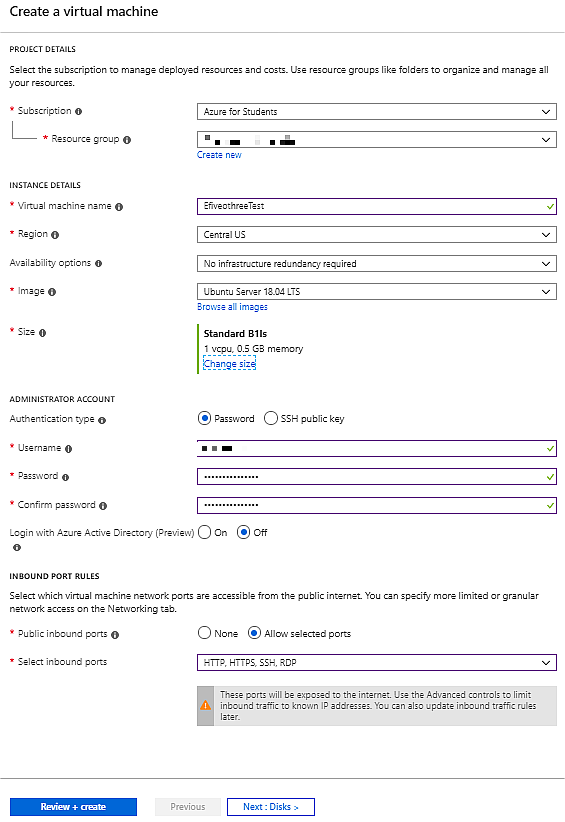 Create a virtual machine
PROJECT DETAILS
Select the subscription to manage deployed resources and costs. Use resource groups like folders to organize and manage all
your resources.
* Subscription
Azure for Students
* Resource group
Create new
INSTANCE DETAILS
* Virtual machine name
EfiveothreeTest
* Region
Central US
Availability options
No infrastructure redundancy required
* Image
Ubuntu Server 18.04 LTS
Browse all images
* Size
Standard B1ls
1 vcpu, 0.5 GB memory
Change size
ADMINISTRATOR ACCOUNT
Authentication type
Password SSH public key
* Username
* Password
•••••••••••••••
* Confirm password
•••••••••••••••
Login with Azure Active Directory (Preview) On Off
INBOUND PORT RULES
Select which virtual machine network ports are accessible from the public internet. You can specify more limited or granular
network access on the Networking tab.
* Public inbound ports
None Allow selected ports
* Select inbound ports
HTTP, HTTPS, SSH, RDP
These ports will be exposed to the internet. Use the Advanced controls to limit
inbound traffic to known IP addresses. You can also update inbound traffic rules
later.
Review + create Previous Next : Disks >